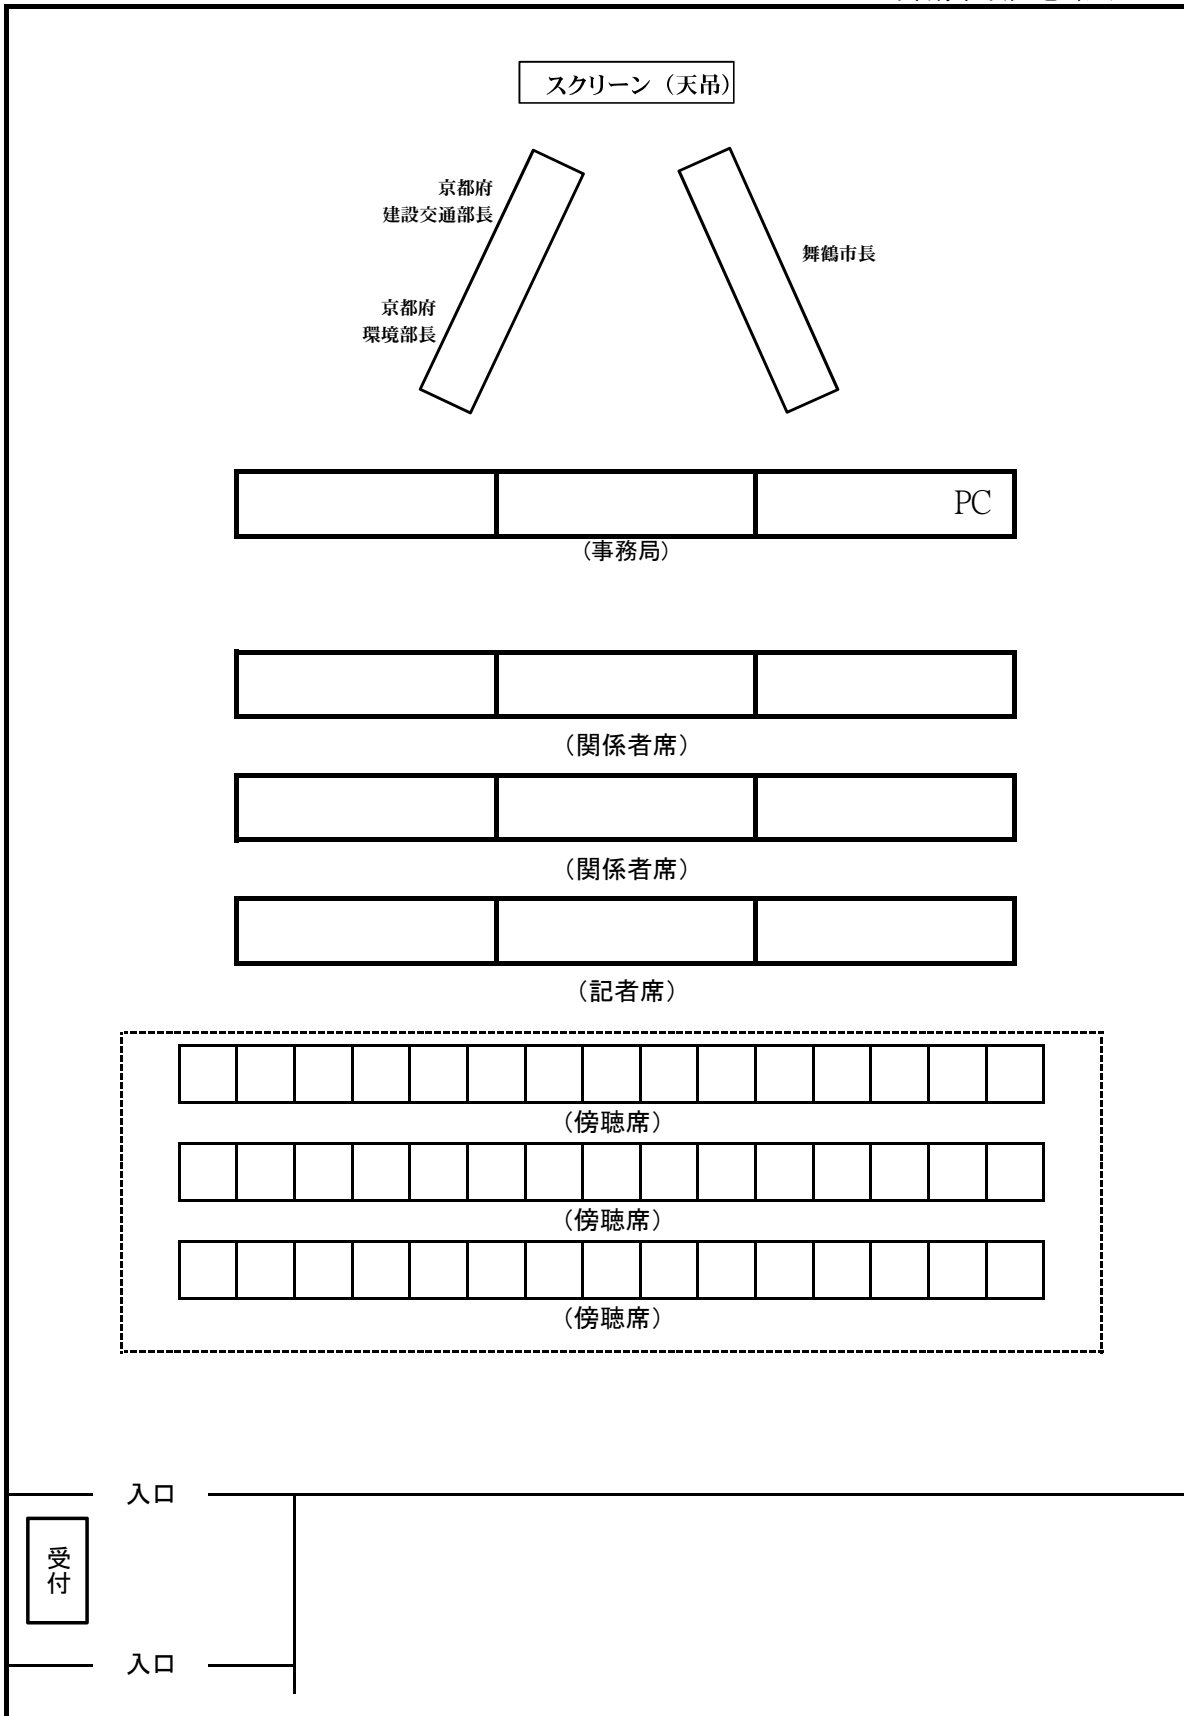 スクリーン（天吊）
京都府
建設交通部長
舞鶴市長
京都府
環境部長
PC
（事務局）
（関係者席）
（関係者席）
（記者席）
（傍聴席）
（傍聴席）
（傍聴席）
入口
受付
入口